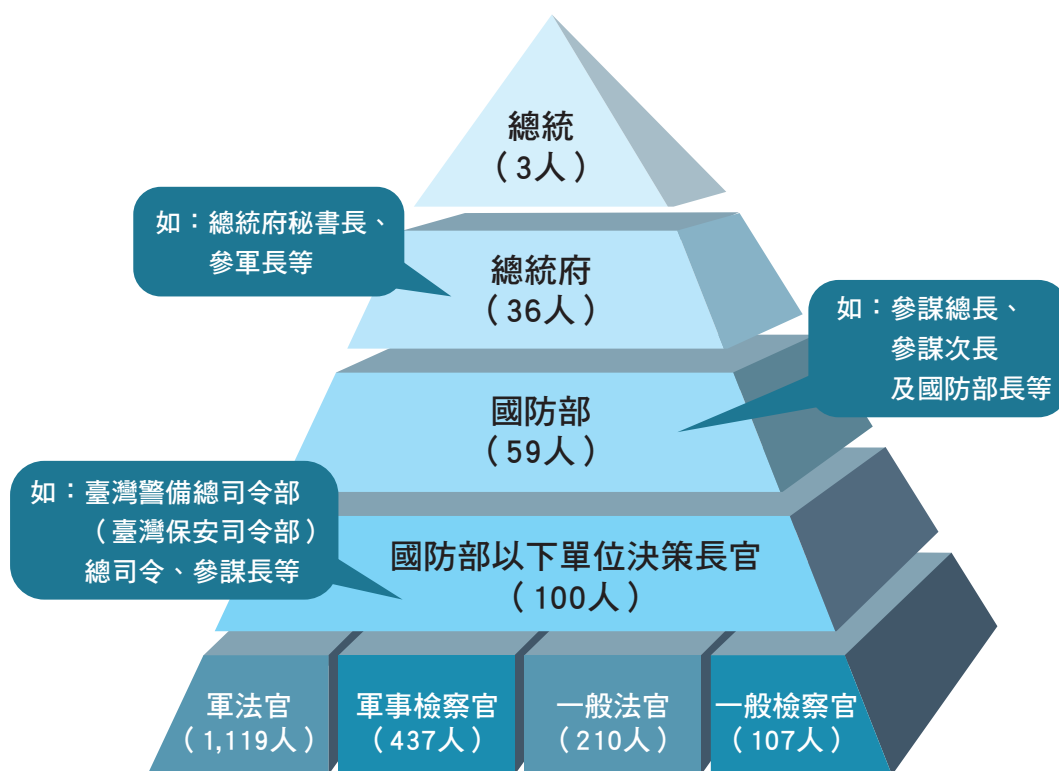 總統
（3人）
如：總統府秘書長、
參軍長等
總統府
（36人）
如：參謀總長、
參謀次長
及國防部長等
國防部
（59人）
如：臺灣警備總司令部
（臺灣保安司令部）
總司令、參謀長等
國防部以下單位決策長官
（100人）
軍法官
（1,119人）
軍事檢察官
（437人）
一般法官
（210人）
一般檢察官
（107人）